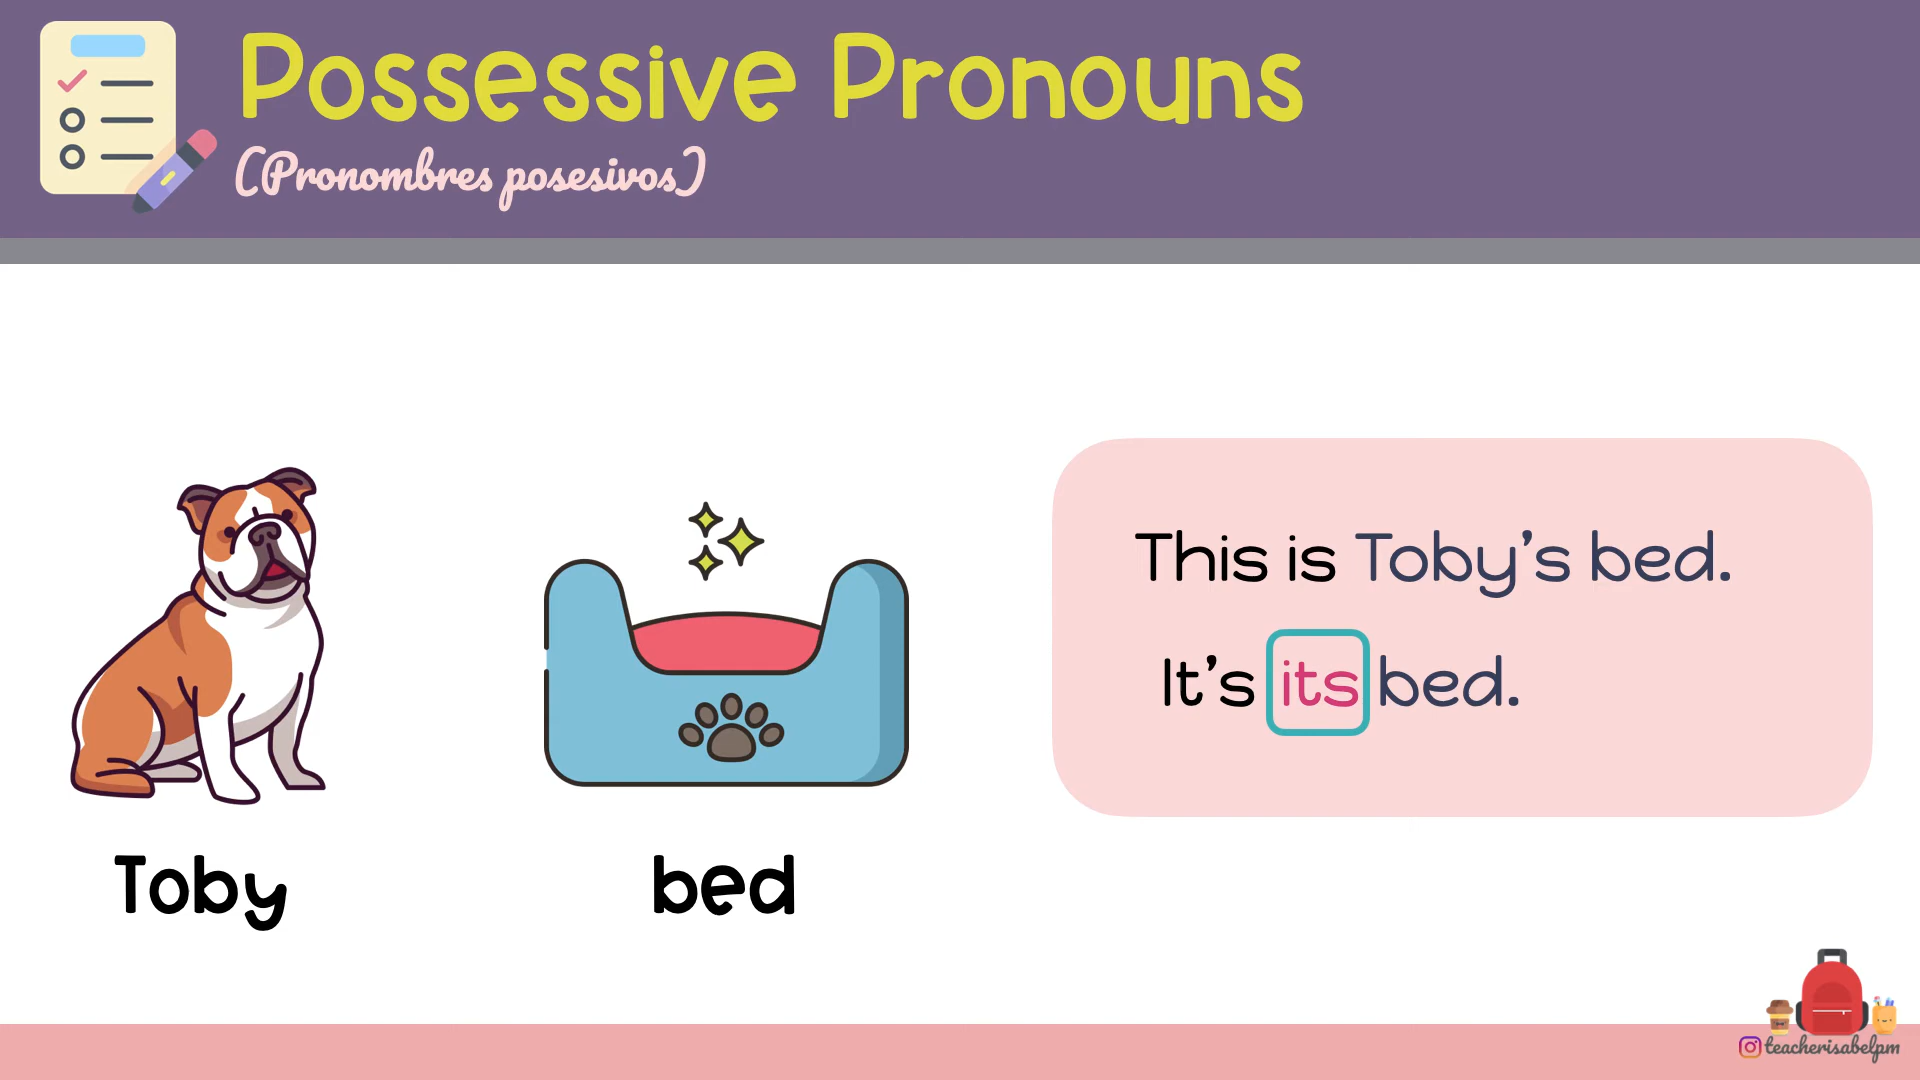 Possessive Pronouns
(Pronombres posesivos)
This is Toby’s bed.
It’s its bed.
Toby
bed
teacherisabelpm